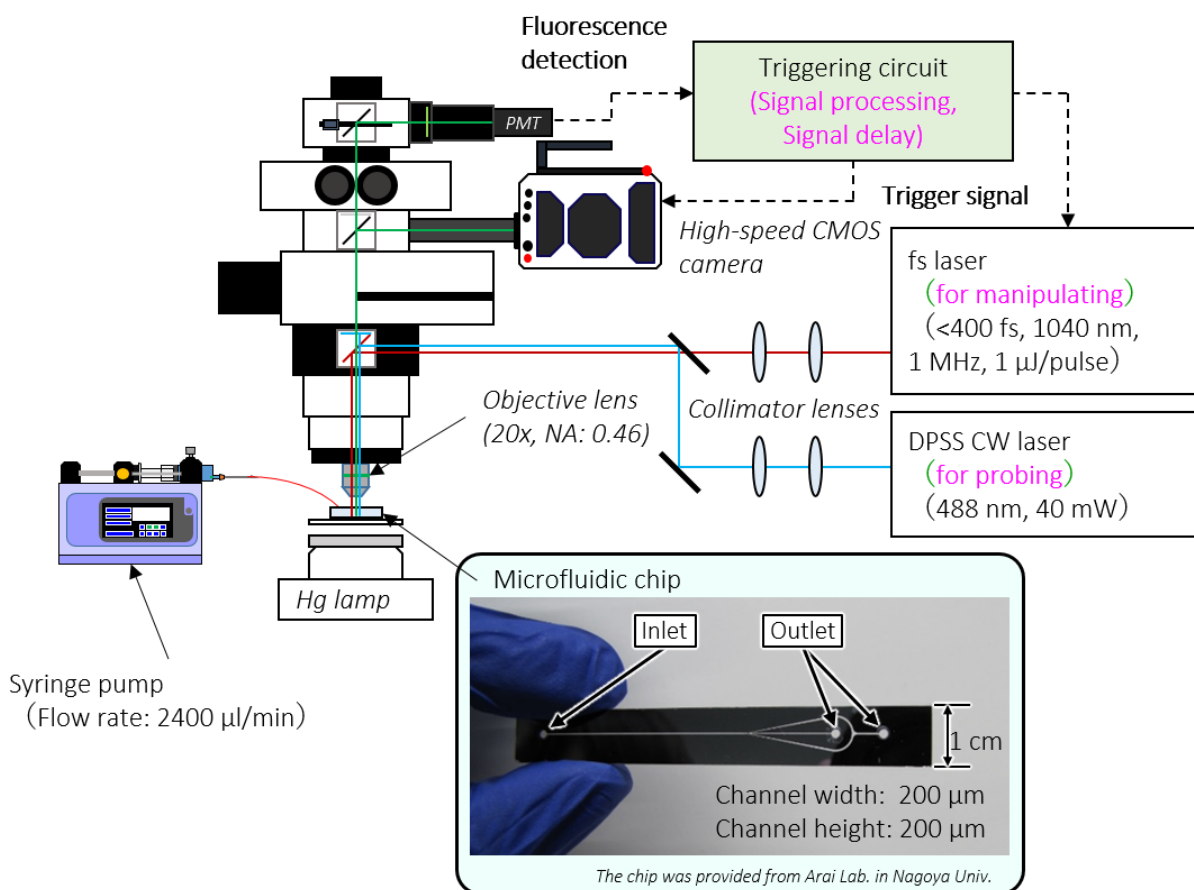 Fluorescence
detection
Triggering circuit
(Signal processing,
Signal delay)
PMT
Trigger signal
High-speed CMOS
camera
fs laser
(for manipulating)
(<400 fs, 1040 nm,
1 MHz, 1 µJ/pulse)
Objective lens
(20x, NA: 0.46)
Collimator lenses
DPSS CW laser
(for probing)
(488 nm, 40 mW)
Hg lamp
Syringe pump
(Flow rate: 2400 µl/min)
Microfluidic chip
Inlet
Outlet
1 cm
Channel width: 200 µm
Channel height: 200 µm
The chip was provided from Arai Lab. in Nagoya Univ.